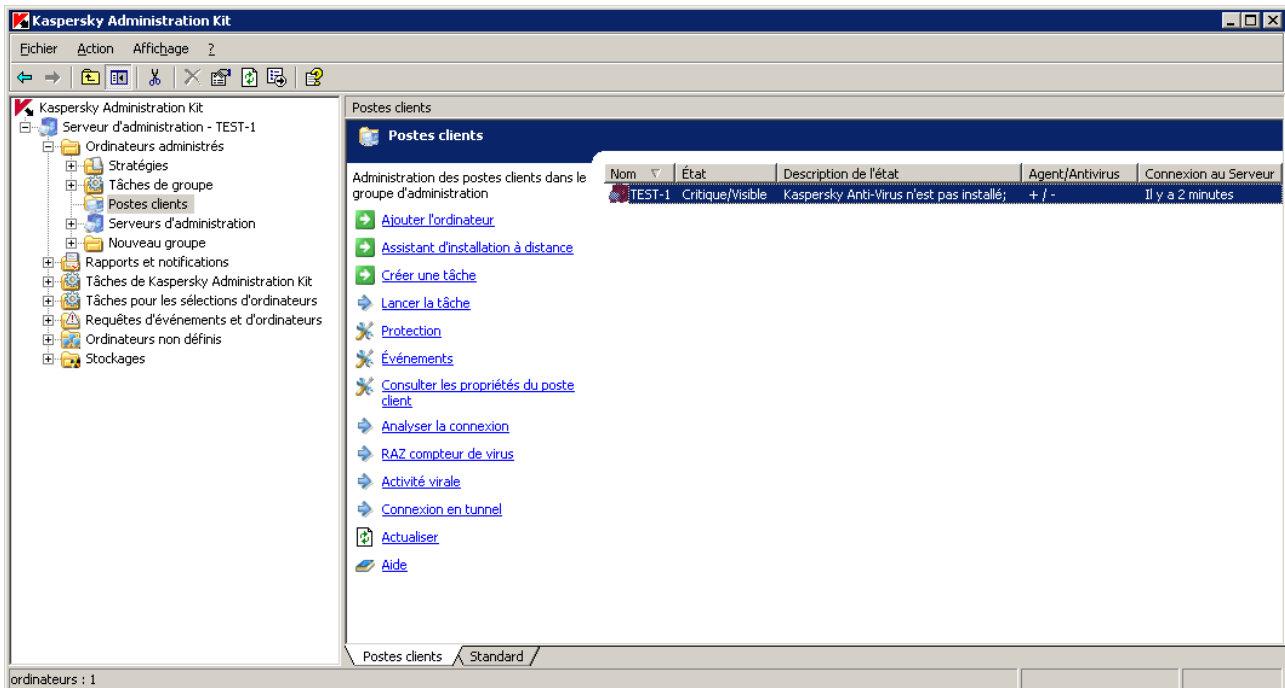 Kaspersky Administration Kit
Fichier Action Affichage ?
Kaspersky Administration Kit
Serveur d'administration - TEST-1
Ordinateurs administrés
Stratégies
Tâches de groupe
Postes clients
Serveurs d'administration
Nouveau groupe
Rapports et notifications
Tâches de Kaspersky Administration Kit
Tâches pour les sélections d'ordinateurs
Requêtes d'événements et d'ordinateurs
Ordinateurs non définis
Stockages
Postes clients
Postes clients
Administration des postes clients dans le
groupe d'administration
Ajouter l'ordinateur
Assistant d'installation à distance
Créer une tâche
Lancer la tâche
Protection
Événements
Consulter les propriétés du poste
client
Analyser la connexion
RAZ compteur de virus
Activité virale
Connexion en tunnel
Actualiser
Aide
Nom État Description de l'état Agent/Antivirus Connexion au Serveur
TEST-1 Critique/Visible Kaspersky Anti-Virus n'est pas installé; + / - Il y a 2 minutes
Postes clients Standard
ordinateurs : 1